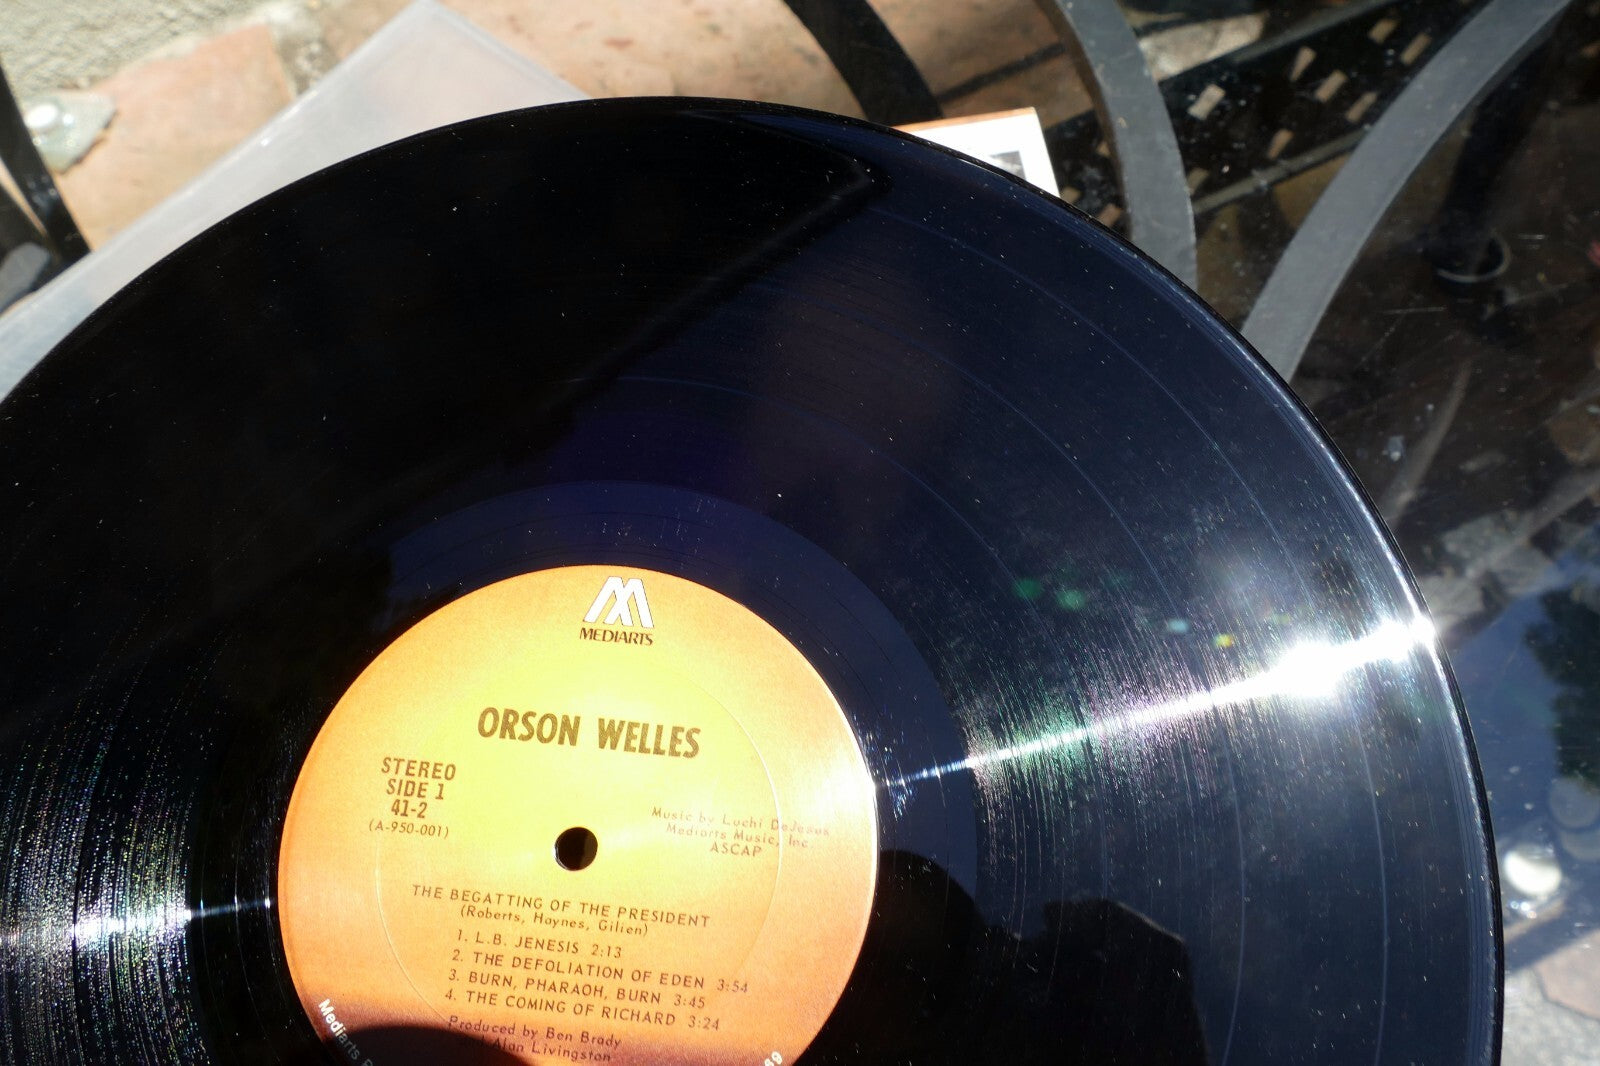 MEDIARTS
ORSON WELLES
STEREO
SIDE 1
41-2
(A-950-001)
Music by Luchi DeJesus
Mediarts Music, Inc
ASCAP
THE BEGATTING OF THE PRESIDENT
(Roberts, Haynes, Gilien)
1. L.B. JENESIS 2:13
2. THE DEFOLIATION OF EDEN 3:54
3. BURN, PHARAOH, BURN 3:45
4. THE COMING OF RICHARD 3:24
Produced by Ben Brady
Alan Livingston
Mediarts
49